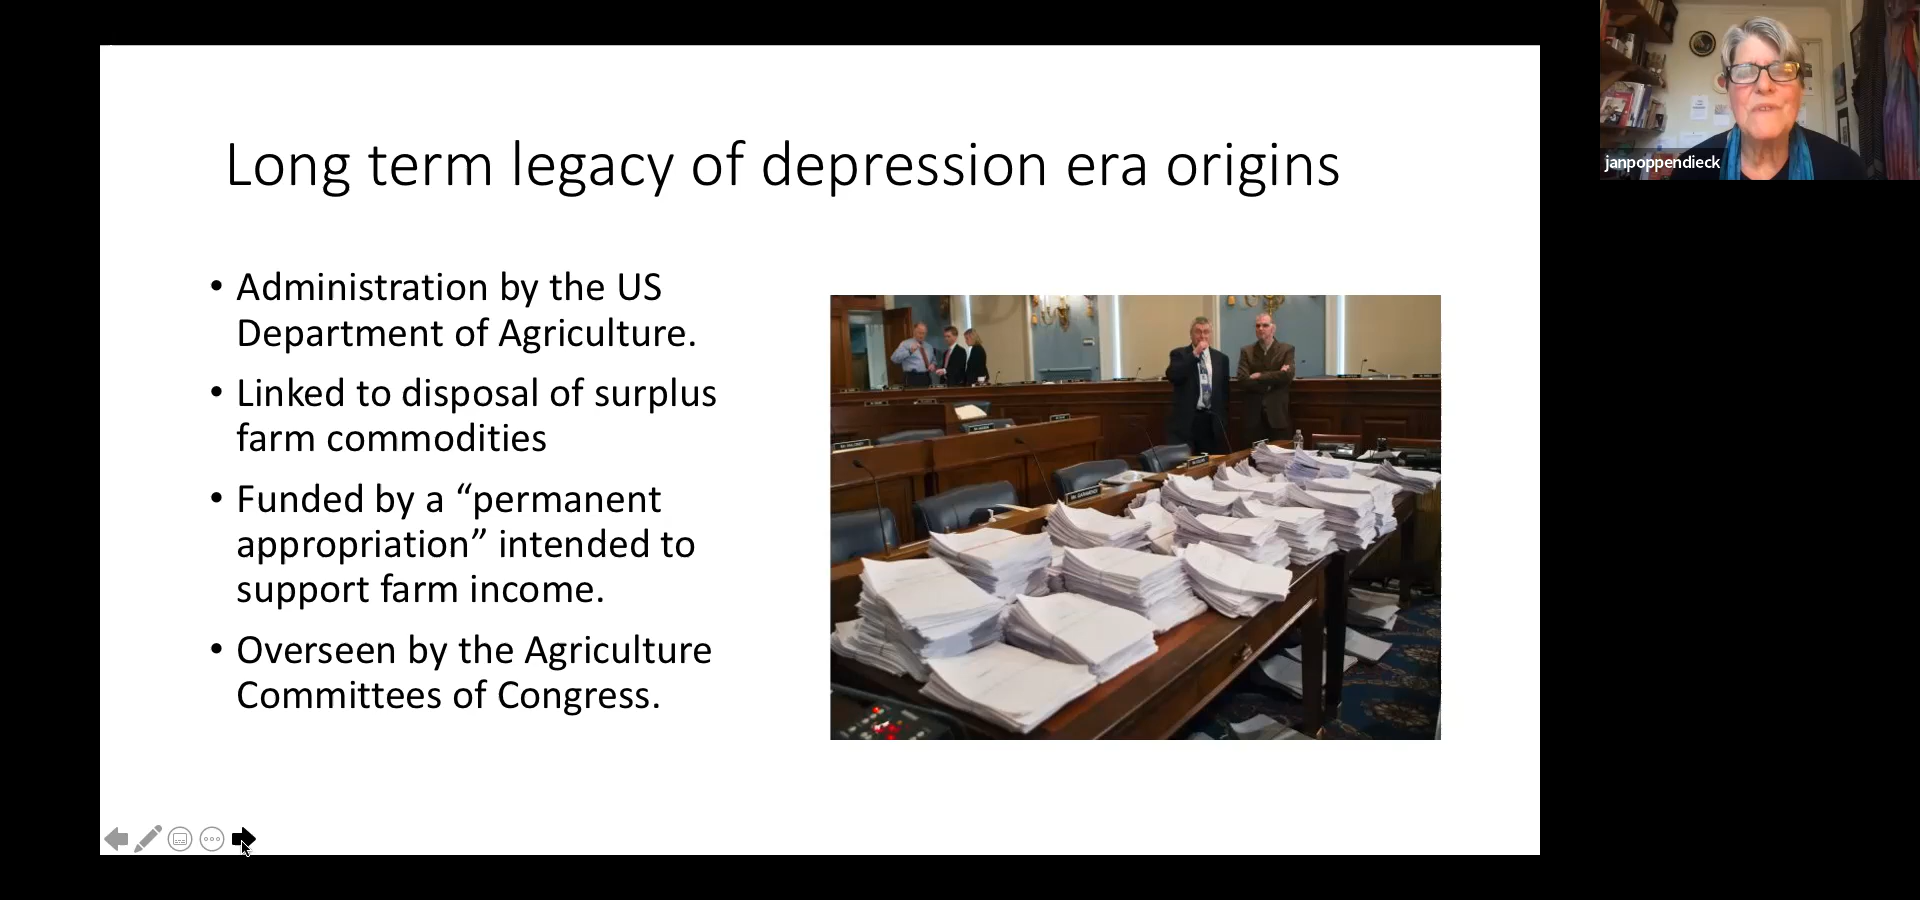 Long term legacy of depression era origins
• Administration by the US
Department of Agriculture.
• Linked to disposal of surplus
farm commodities
• Funded by a “permanent
appropriation” intended to
support farm income.
• Overseen by the Agriculture
Committees of Congress.
janpoppendieck